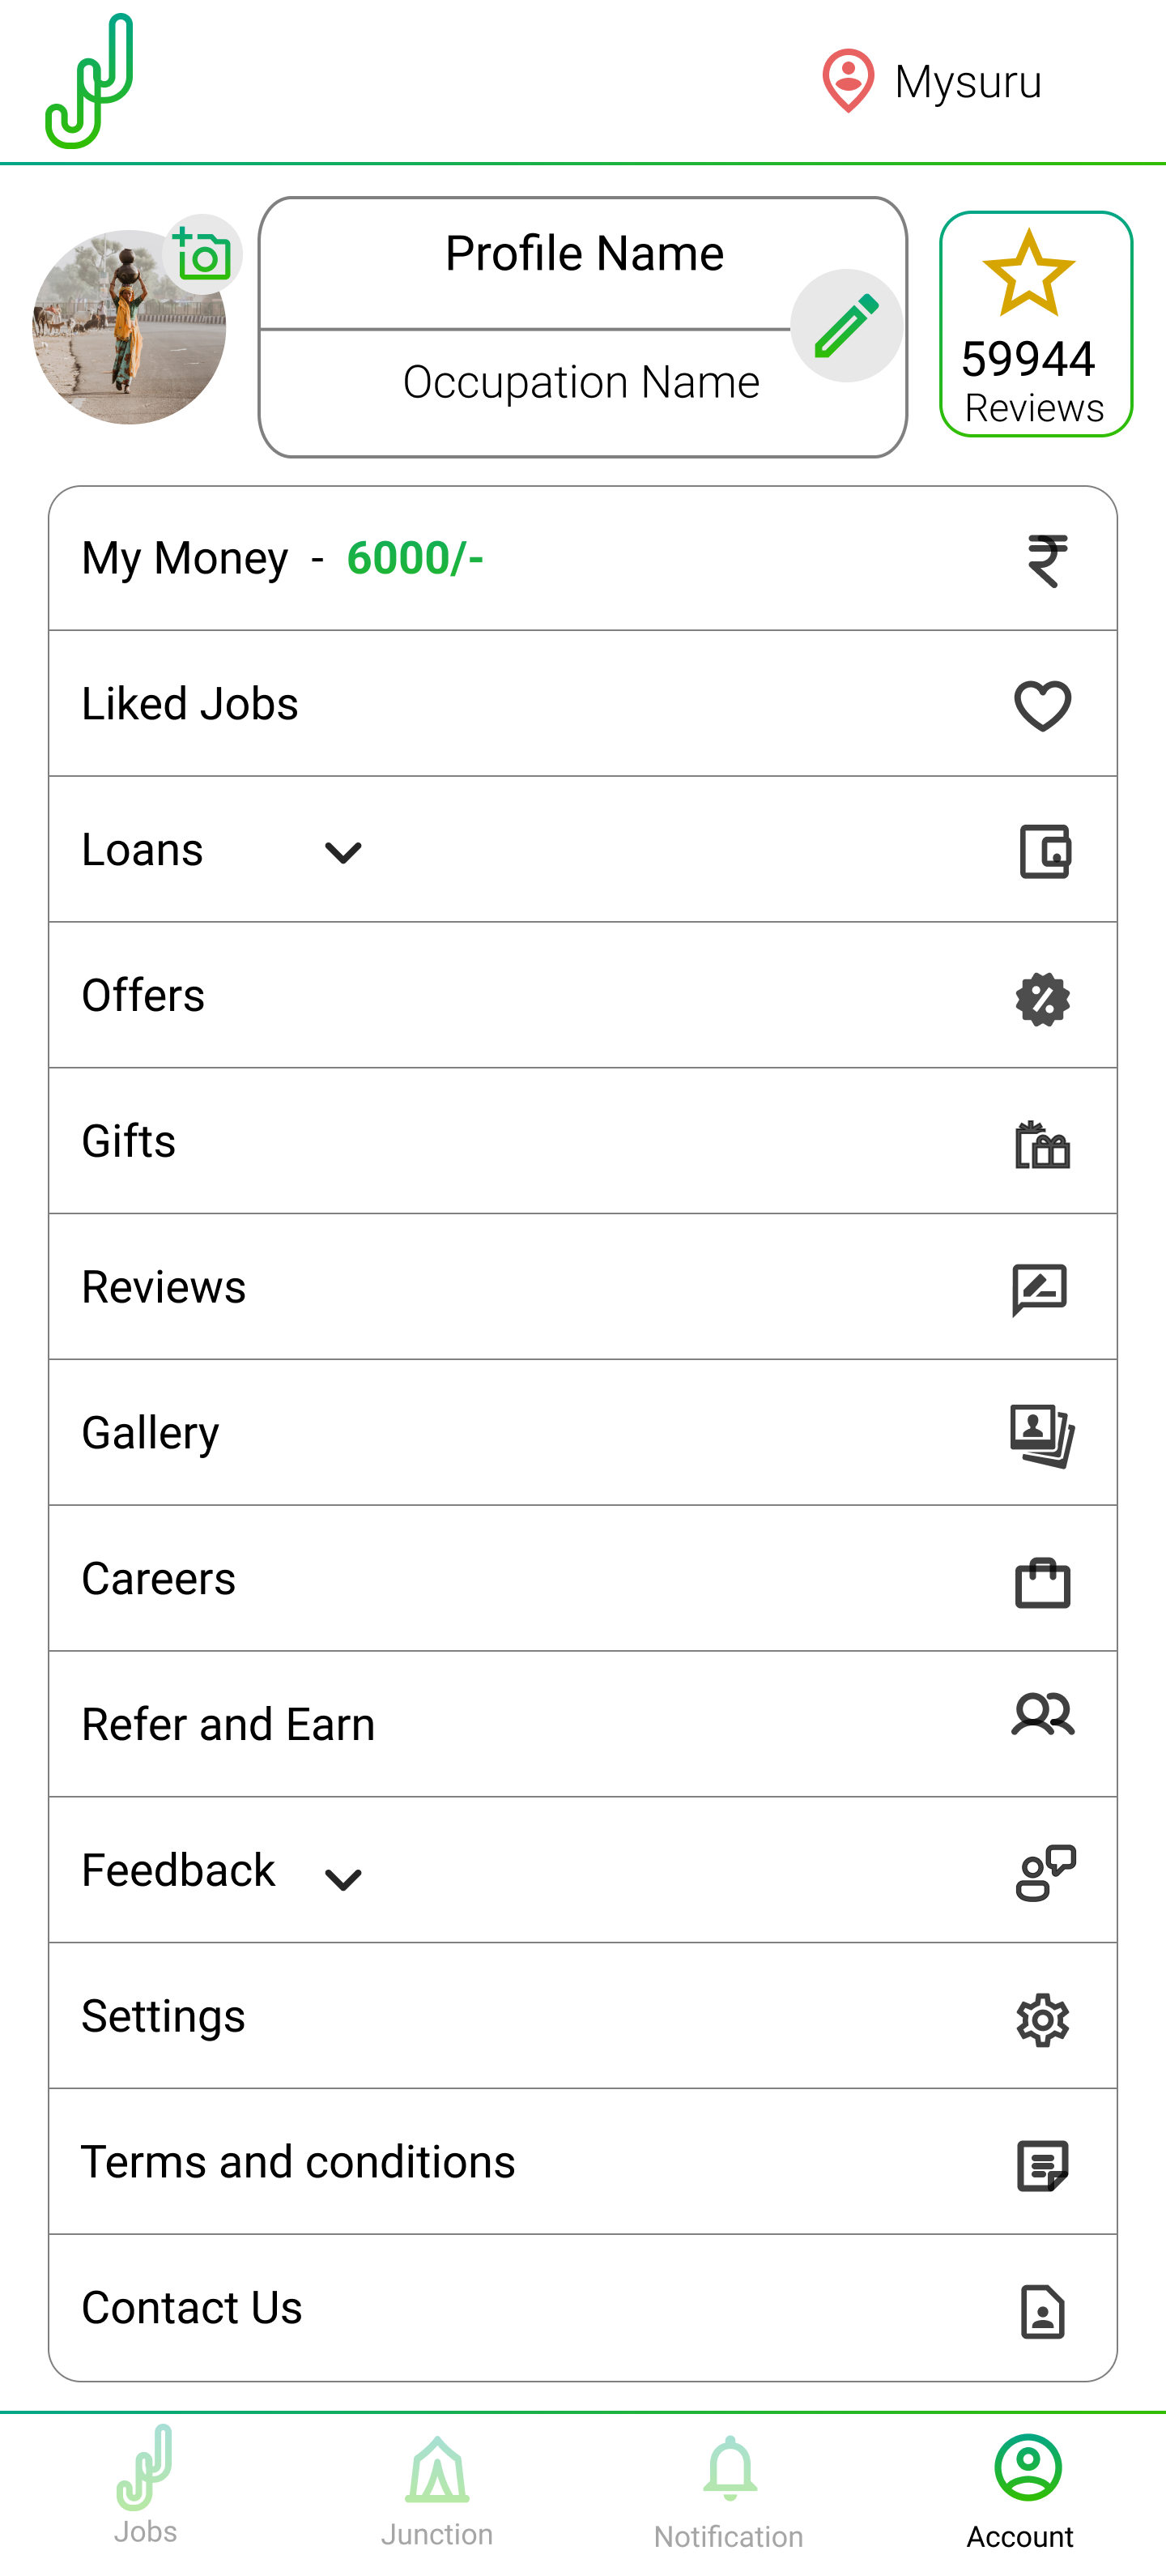 Mysuru
Profile Name
Occupation Name
59944
Reviews
My Money - 6000/-
Liked Jobs
Loans
Offers
Gifts
Reviews
Gallery
Careers
Refer and Earn
Feedback
Settings
Terms and conditions
Contact Us
Jobs
Junction
Notification
Account